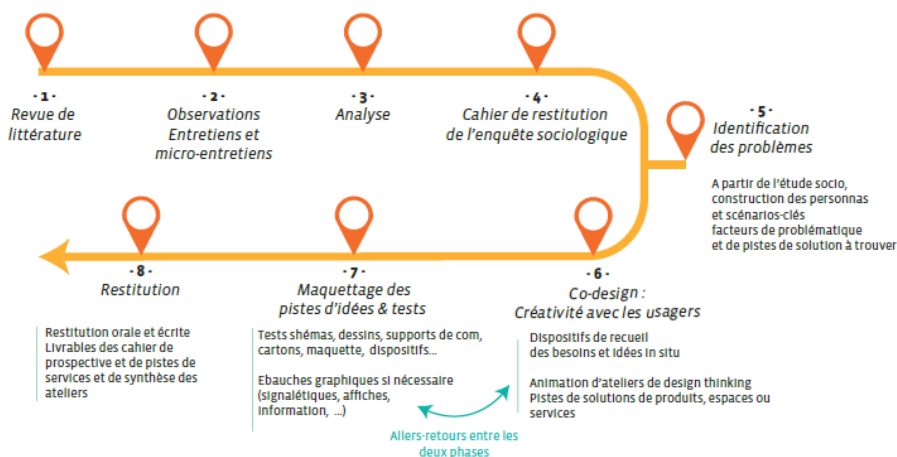 - 1 -
Revue de
littérature
- 2 -
Observations
Entretiens et
micro-entretiens
- 3 -
Analyse
- 4 -
Cahier de restitution
de l'enquête sociologique
- 5 -
Identification
des problèmes
A partir de l'étude socio,
construction des personnas
et scénarios-clés
facteurs de problématique
et de pistes de solution à trouver
- 6 -
Co-design :
Créativité avec les usagers
Dispositifs de recueil
des besoins et idées in situ
Animation d'ateliers de design thinking
Pistes de solutions de produits, espaces ou
services
- 7 -
Maquettage des
pistes d'idées & tests
Tests shémas, dessins, supports de com,
cartons, maquette, dispositifs...
Ebauches graphiques si nécessaire
(signalétiques, affiches,
information, ...)
Allers-retours entre les
deux phases
- 8 -
Restitution
Restitution orale et écrite
Livrables des cahier de
prospective et de pistes de
services et de synthèse des
ateliers